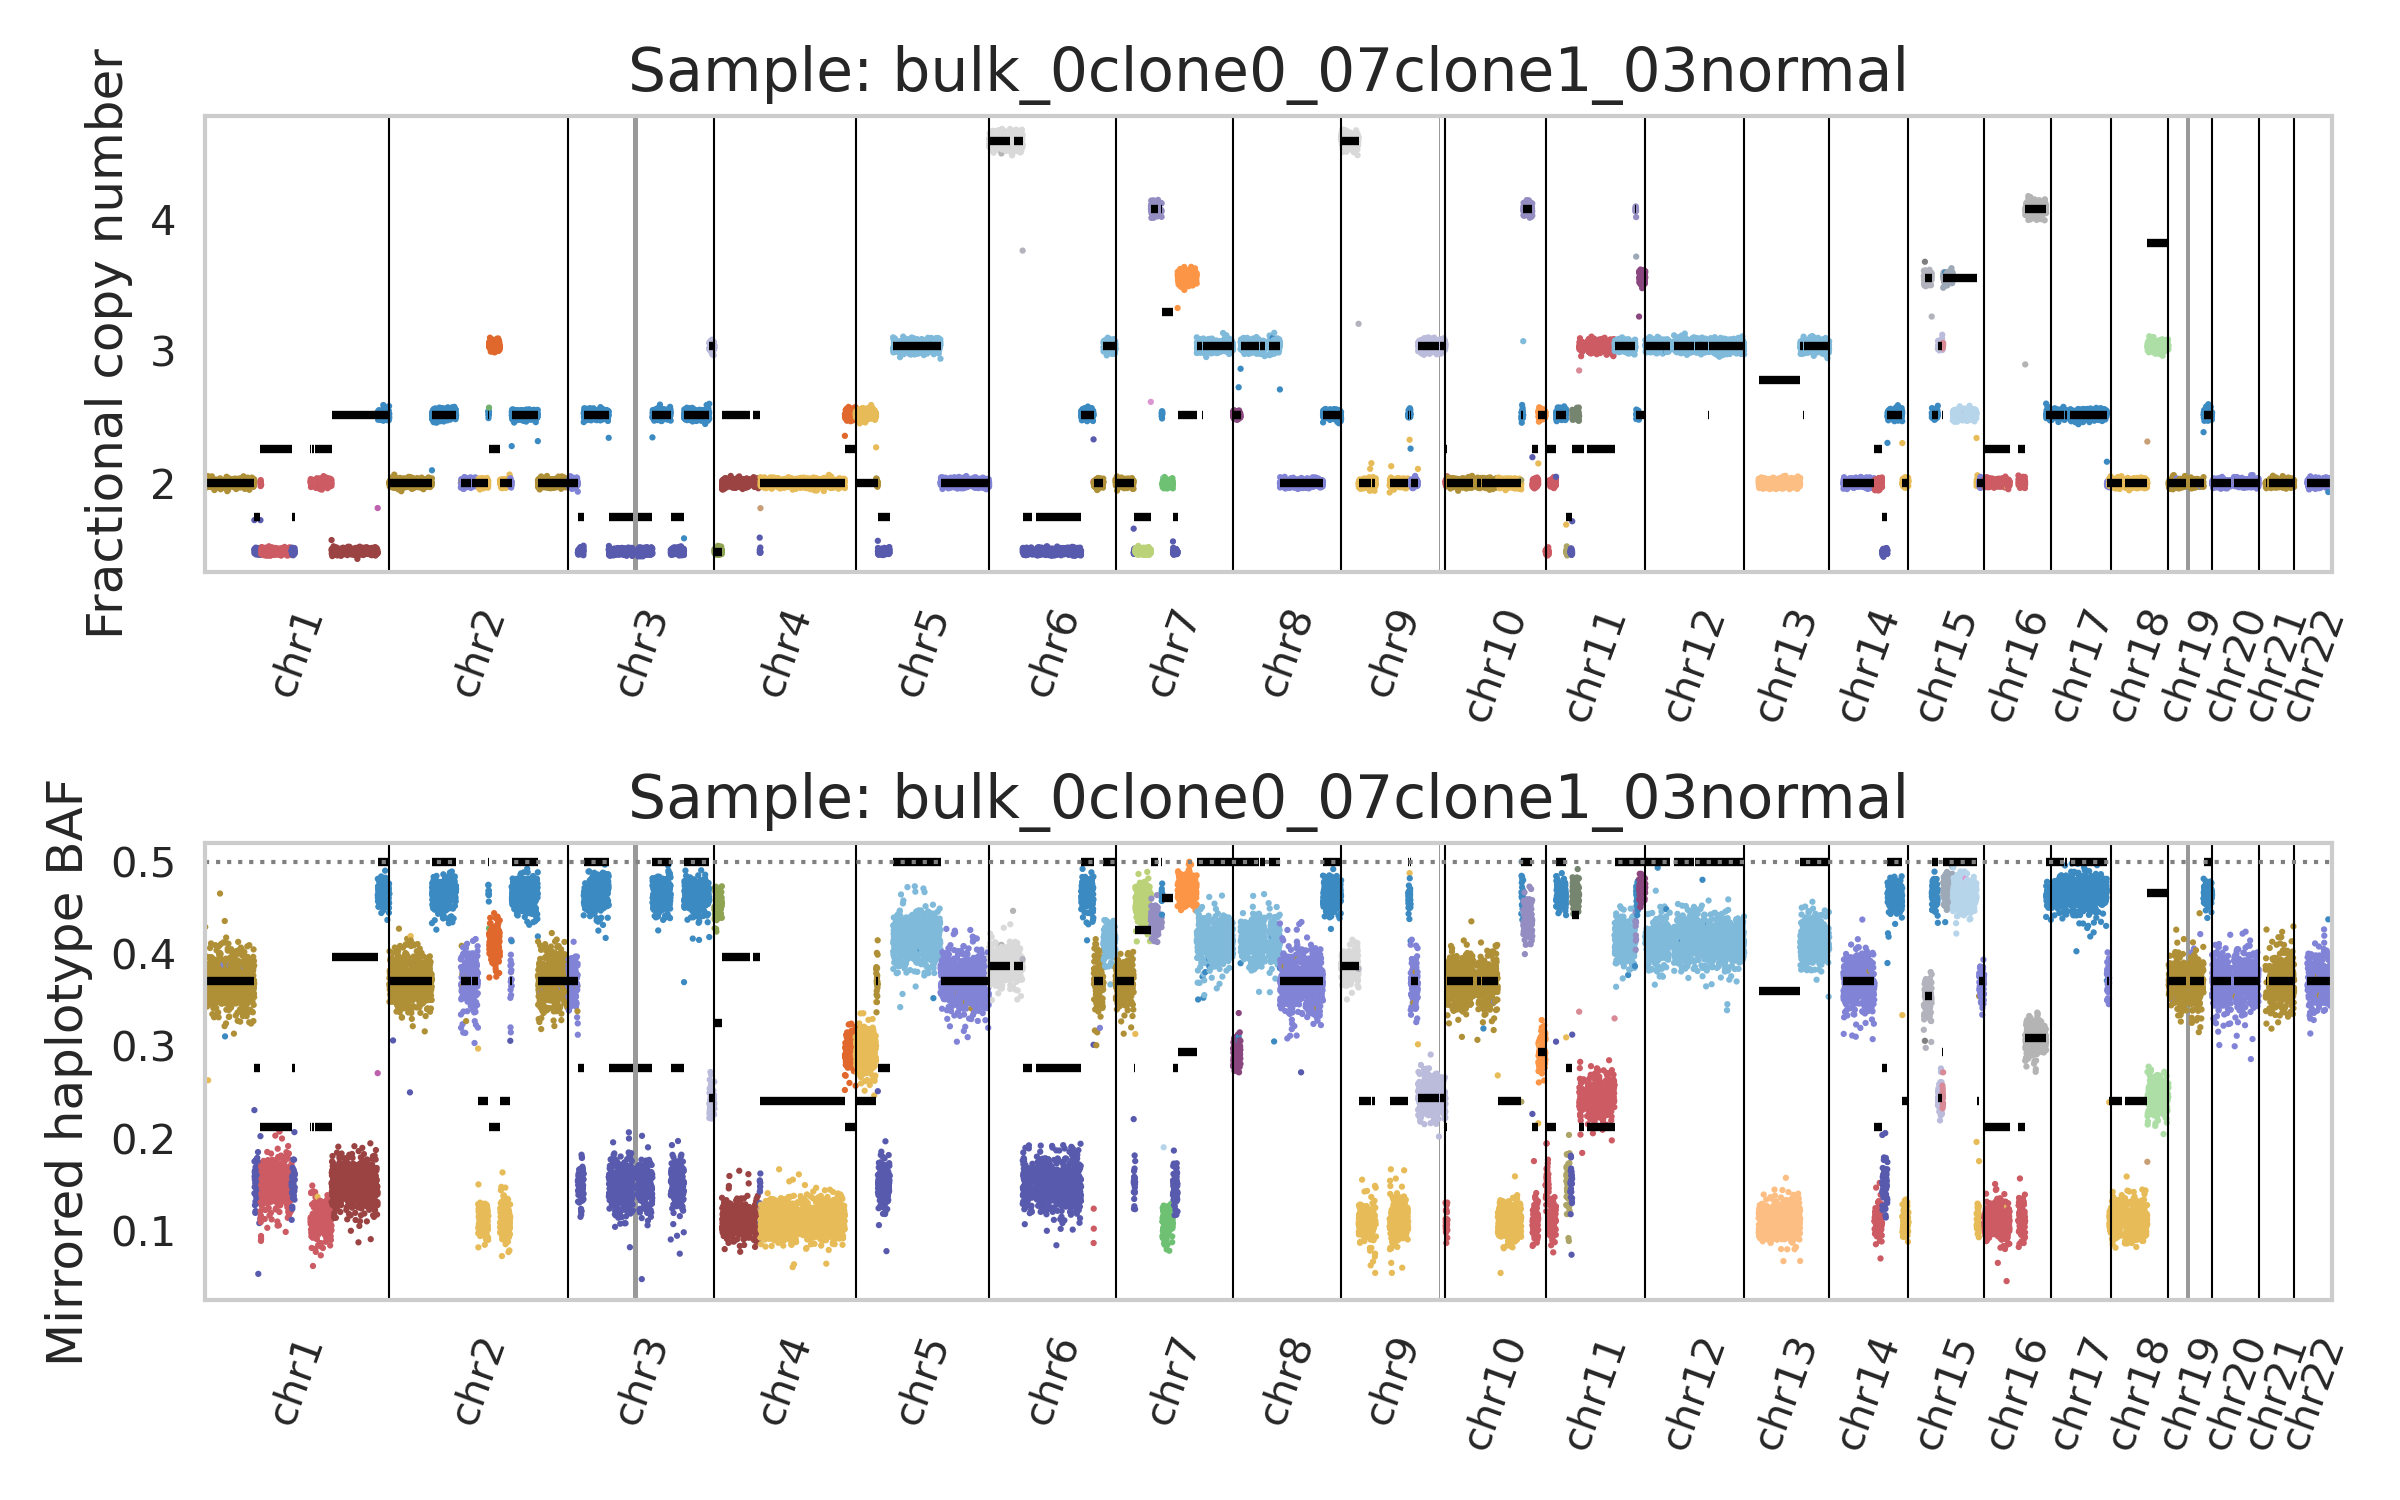 Sample: bulk_0clone0_07clone1_03normal
Fractional copy number
4
3
2
chr1
chr2
chr3
chr4
chr5
chr6
chr7
chr8
chr9
chr10
chr11
chr12
chr13
chr14
chr15
chr16
chr17
chr18
chr19
chr20
chr21
chr22
Sample: bulk_0clone0_07clone1_03normal
Mirrored haplotype BAF
0.5
0.4
0.3
0.2
0.1
chr1
chr2
chr3
chr4
chr5
chr6
chr7
chr8
chr9
chr10
chr11
chr12
chr13
chr14
chr15
chr16
chr17
chr18
chr19
chr20
chr21
chr22